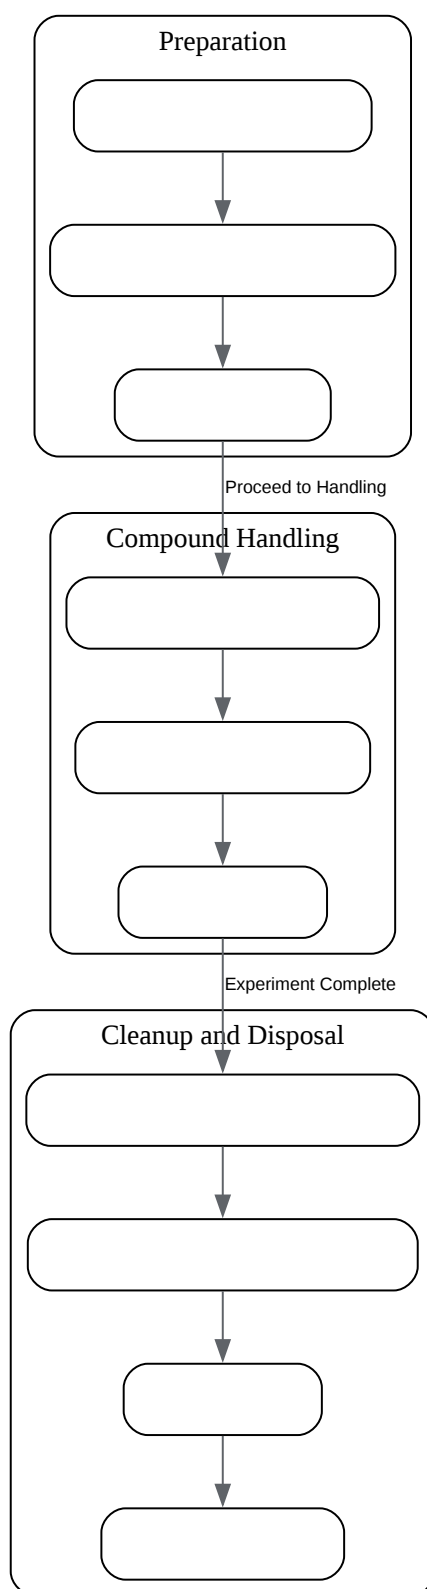 Preparation
Proceed to Handling
Compound Handling
Experiment Complete
Cleanup and Disposal